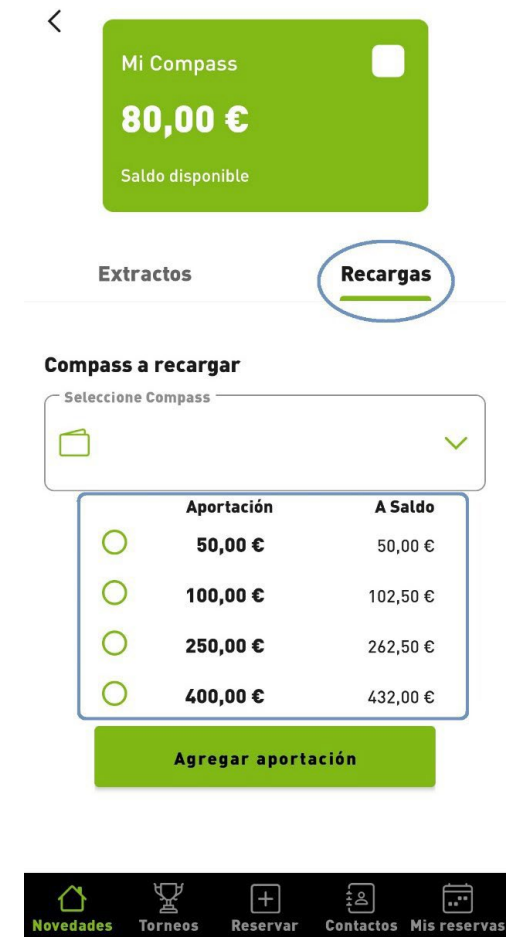 Mi Compass
80,00 €
Saldo disponible
Extractos Recargas
Compass a recargar
Seleccione Compass
Aportación A Saldo
50,00 € 50,00 €
100,00 € 102,50 €
250,00 € 262,50 €
400,00 € 432,00 €
Agregar aportación
Novedades Torneos Reservar Contactos Mis reservas